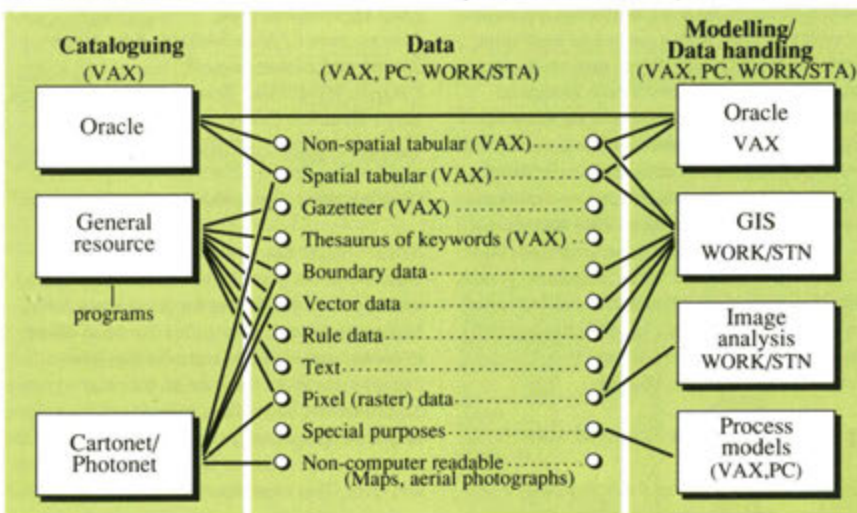 Cataloguing
(VAX)
Oracle
General
resource
programs
Cartonet/
Photonet
Data
(VAX, PC, WORK/STA)
Non-spatial tabular (VAX)
Spatial tabular (VAX)
Gazetteer (VAX)
Thesaurus of keywords (VAX)
Boundary data
Vector data
Rule data
Text
Pixel (raster) data
Special purposes
Non-computer readable
(Maps, aerial photographs)
Modelling/
Data handling
(VAX, PC, WORK/STA)
Oracle
VAX
GIS
WORK/STN
Image
analysis
WORK/STN
Process
models
(VAX,PC)